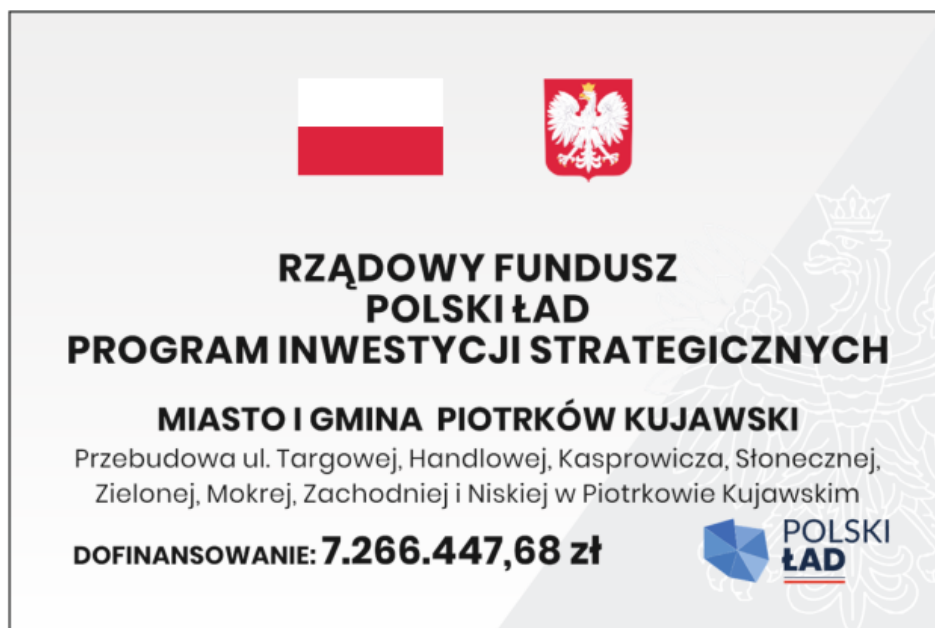 RZĄDOWY FUNDUSZ
POLSKI ŁAD
PROGRAM INWESTYCJI STRATEGICZNYCH
MIASTO I GMINA PIOTRKÓW KUJAWSKI
Przebudowa ul. Targowej, Handlowej, Kasprowicza, Słonecznej,
Zielonej, Mokrej, Zachodniej i Niskiej w Piotrkowie Kujawskim
DOFINANSOWANIE: 7.266.447,68 zł
POLSKI
ŁAD